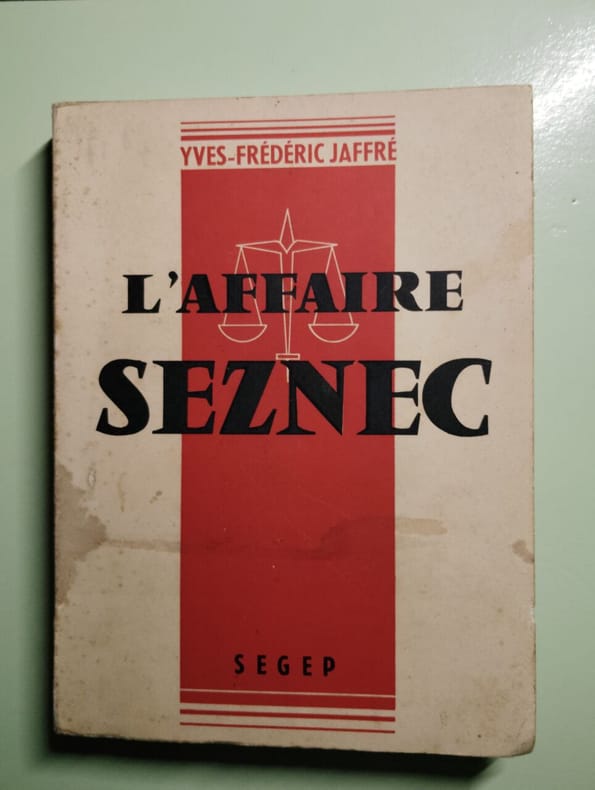 YVES-FRÉDÉRIC JAFFRÉ
L'AFFAIRE
SEZNEC
SEGEP